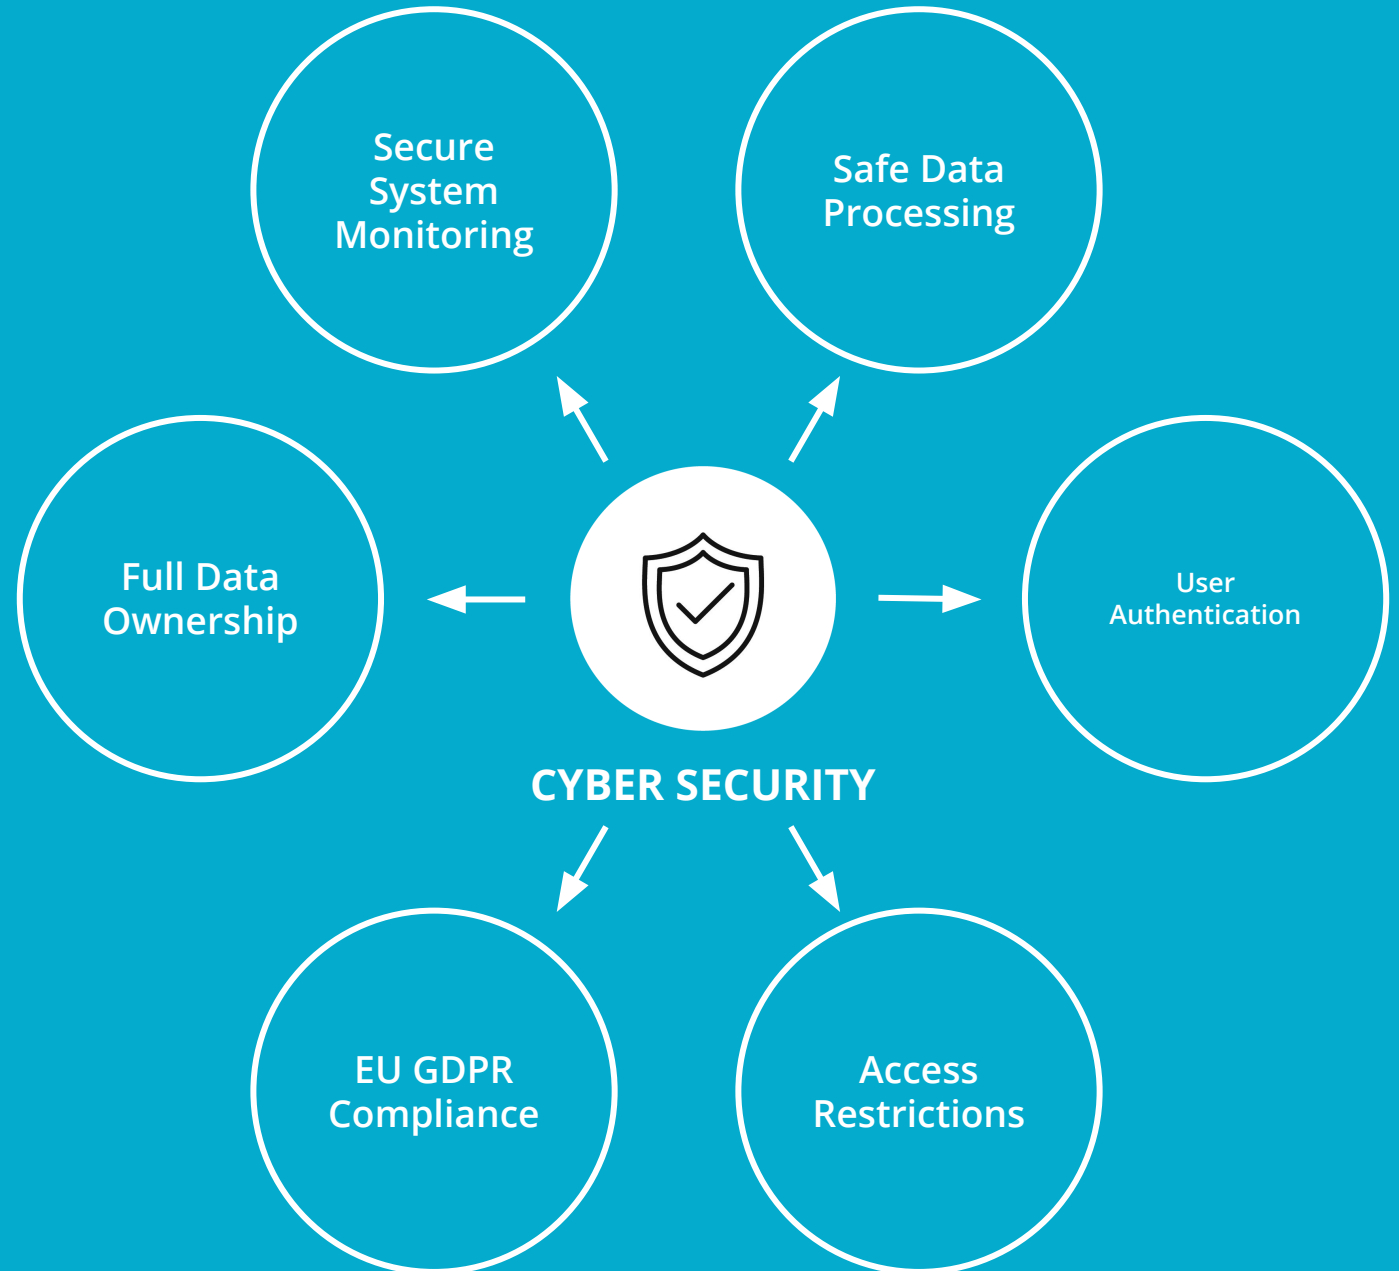 Secure
System
Monitoring
Safe Data
Processing
Full Data
Ownership
User
Authentication
CYBER SECURITY
EU GDPR
Compliance
Access
Restrictions